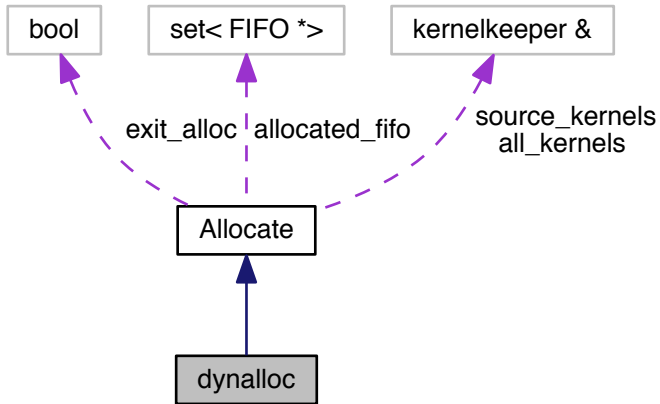 bool
set< FIFO *>
kernelkeeper &
exit_alloc
allocated_fifo
source_kernels
all_kernels
Allocate
dynalloc